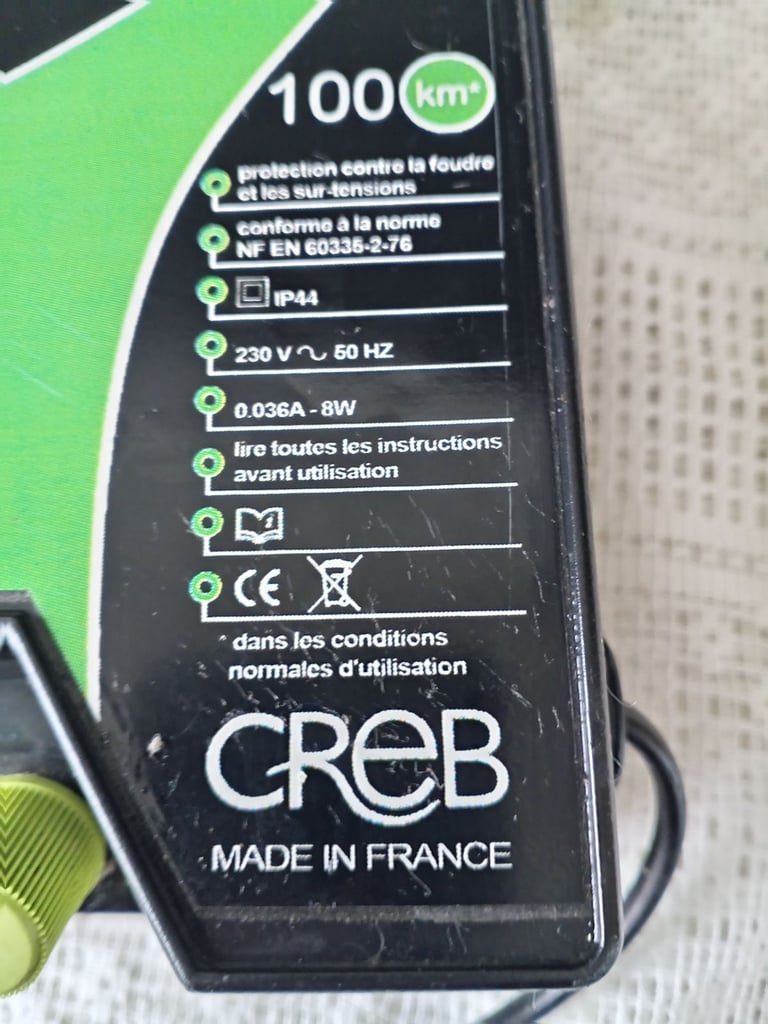 100 km*
protection contre la foudre
et les sur-tensions
conforme à la norme
NF EN 60335-2-76
IP44
230 V ~ 50 HZ
0.036A - 8W
lire toutes les instructions
avant utilisation
CE
* dans les conditions
normales d'utilisation
CReB
MADE IN FRANCE